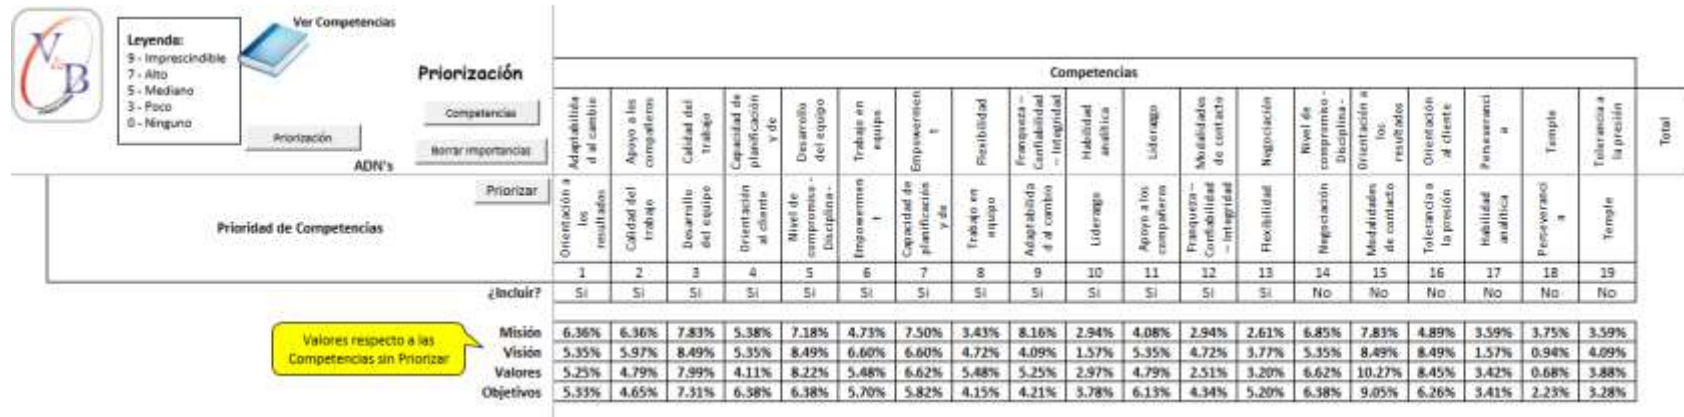 V B
Ver Competencias
Leyenda:
9 - Imprescindible
7 - Alto
5 - Mediano
3 - Poco
0 - Ninguno
Priorización
Priorización
Competencias
Borrar importancias
ADN's
Competencias
Adaptabilida
d al cambio
Apoyo a los
compañeros
Calidad del
trabajo
Capacidad de
planificación
y de
Desarrollo
del equipo
Trabajo en
equipo
Empowermen
t
Flexibilidad
Franqueza –
Confiabilidad
– Integridad
Habilidad
analítica
Liderazgo
Modalidades
de contacto
Negociación
Nivel de
compromiso -
Disciplina -
Orientación a
los
resultados
Orientación
al cliente
Perseveranci
a
Temple
Tolerancia a
la presión
Total
Priorizar
Prioridad de Competencias
Orientación a
los
resultados
Calidad del
trabajo
Desarrollo
del equipo
Orientación
al cliente
Nivel de
compromiso -
Disciplina -
Empowermen
t
Capacidad de
planificación
y de
Trabajo en
equipo
Adaptabilida
d al cambio
Liderazgo
Apoyo a los
compañeros
Franqueza –
Confiabilidad
– Integridad
Flexibilidad
Negociación
Modalidades
de contacto
Tolerancia a
la presión
Habilidad
analítica
Perseveranci
a
Temple
1 2 3 4 5 6 7 8 9 10 11 12 13 14 15 16 17 18 19
¿Incluir? Si Si Si Si Si Si Si Si Si Si Si Si Si No No No No No No
Valores respecto a las
Competencias sin Priorizar
Misión 6.36% 6.36% 7.83% 5.38% 7.18% 4.73% 7.50% 3.43% 8.16% 2.94% 4.08% 2.94% 2.61% 6.85% 7.83% 4.89% 3.59% 3.75% 3.59%
Visión 5.35% 5.97% 8.49% 5.35% 8.49% 6.60% 6.60% 4.72% 4.09% 1.57% 5.35% 4.72% 3.77% 5.35% 8.49% 8.49% 1.57% 0.94% 4.09%
Valores 5.25% 4.79% 7.99% 4.11% 8.22% 5.48% 6.62% 5.48% 5.25% 2.97% 4.79% 2.51% 3.20% 6.62% 10.27% 8.45% 3.42% 0.68% 3.88%
Objetivos 5.33% 4.65% 7.31% 6.38% 6.38% 5.70% 5.82% 4.15% 4.21% 3.78% 6.13% 4.34% 5.20% 6.38% 9.05% 6.26% 3.41% 2.23% 3.28%